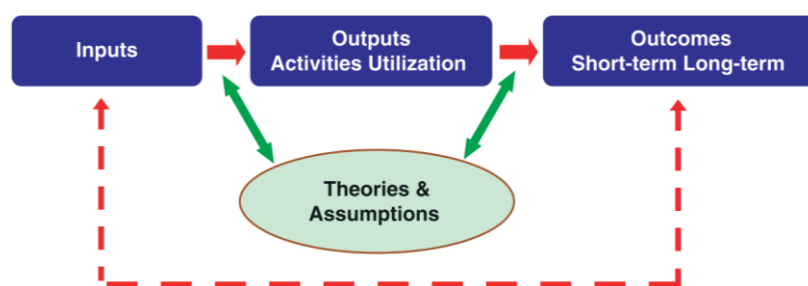 Inputs
Outputs
Activities Utilization
Outcomes
Short-term Long-term
Theories &
Assumptions